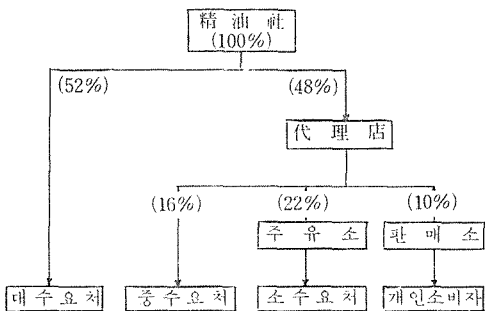 精油社
(100%)
(52%) (48%)
代理店
(16%) (22%) (10%)
주유소 판매소
대수요처 중수요처 소수요처 개인소비자